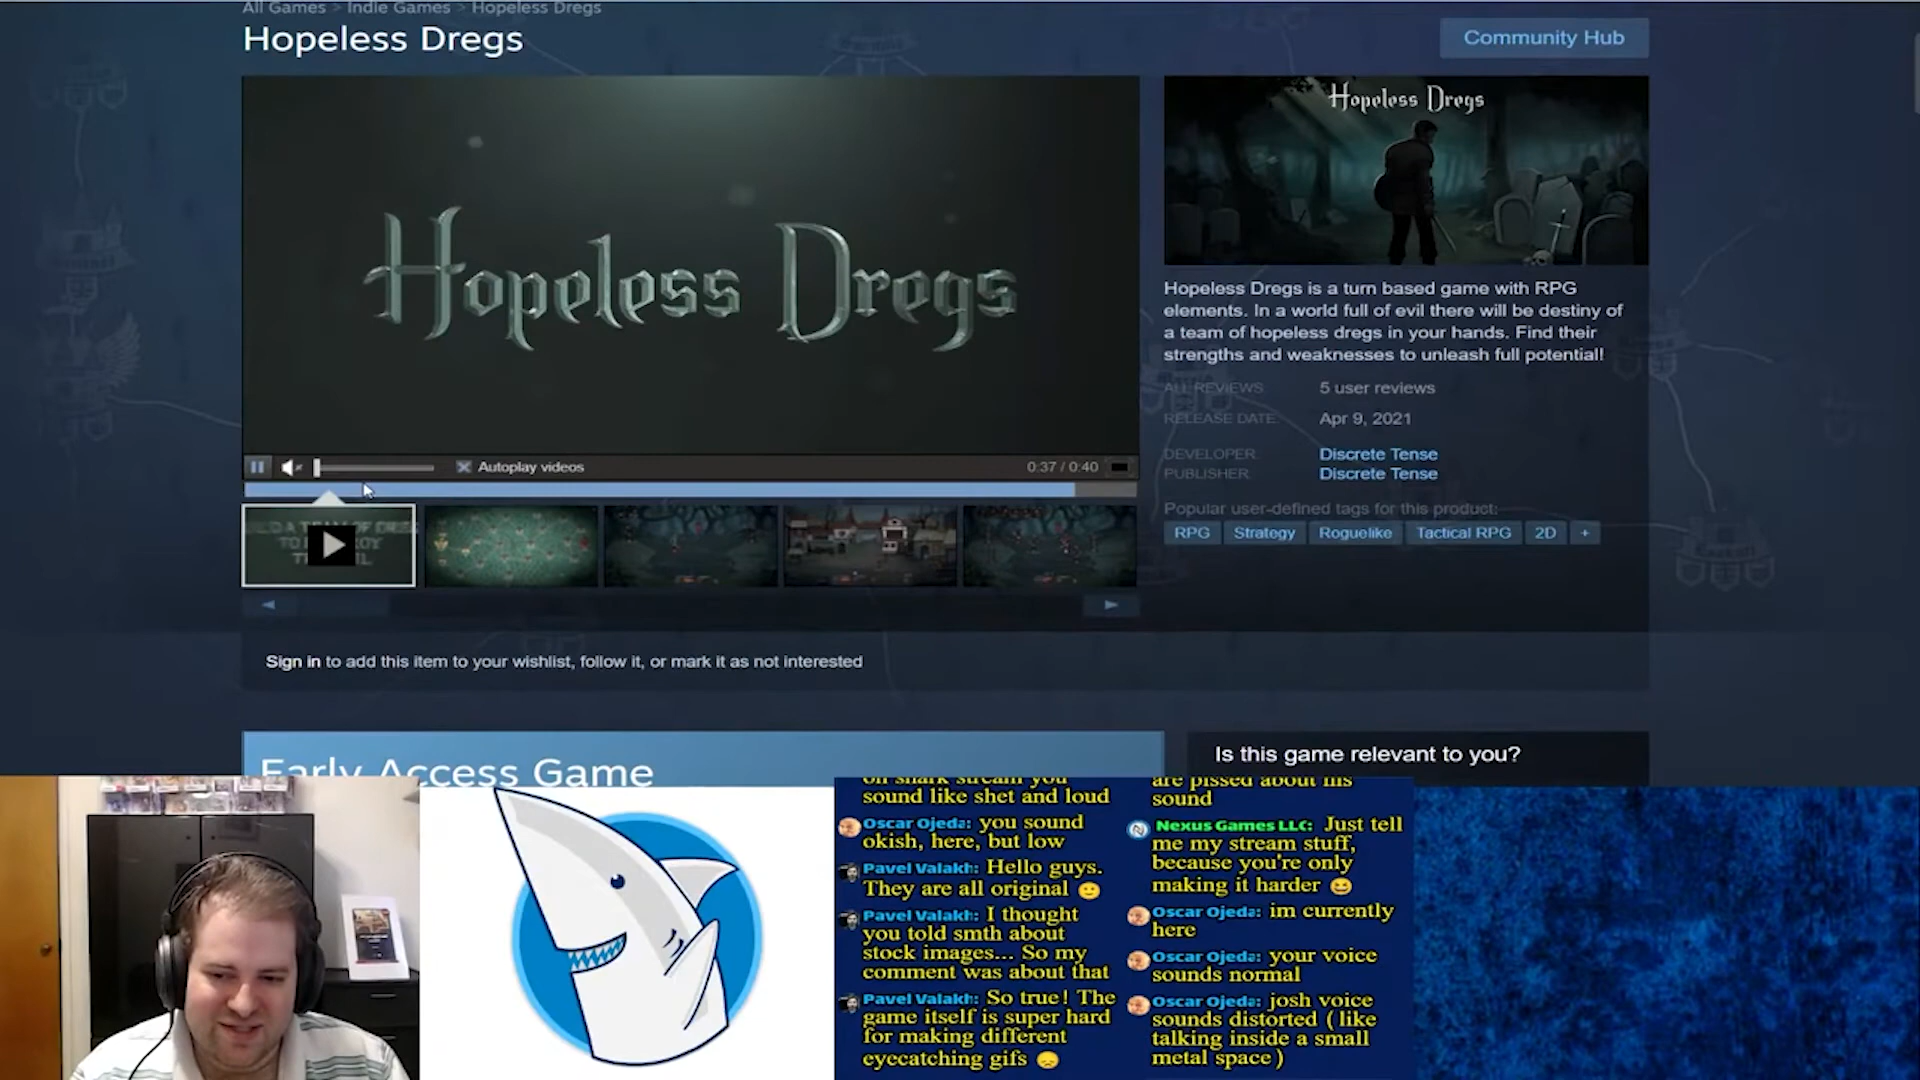 All Games > Indie Games > Hopeless Dregs
Hopeless Dregs
Community Hub
Hopeless Dregs
Hopeless Dregs
Hopeless Dregs is a turn based game with RPG
elements. In a world full of evil there will be destiny of
a team of hopeless dregs in your hands. Find their
strengths and weaknesses to unleash full potential!
ALL REVIEWS: 5 user reviews
RELEASE DATE: Apr 9, 2021
DEVELOPER: Discrete Tense
PUBLISHER: Discrete Tense
Popular user-defined tags for this product:
RPG Strategy Roguelike Tactical RPG 2D +
Autoplay videos 0:37 / 0:40
Sign in to add this item to your wishlist, follow it, or mark it as not interested
Early Access Game
Is this game relevant to you?
on shark stream you
sound like shet and loud
Oscar Ojeda: you sound
okish, here, but low
Pavel Valakh: Hello guys.
They are all original 🙂
Pavel Valakh: I thought
you told smth about
stock images... So my
comment was about that
Pavel Valakh: So true! The
game itself is super hard
for making different
eyecatching gifs 😞
are pissed about his
sound
Nexus Games LLC: Just tell
me my stream stuff,
because you're only
making it harder 😆
Oscar Ojeda: im currently
here
Oscar Ojeda: your voice
sounds normal
Oscar Ojeda: josh voice
sounds distorted (like
talking inside a small
metal space)